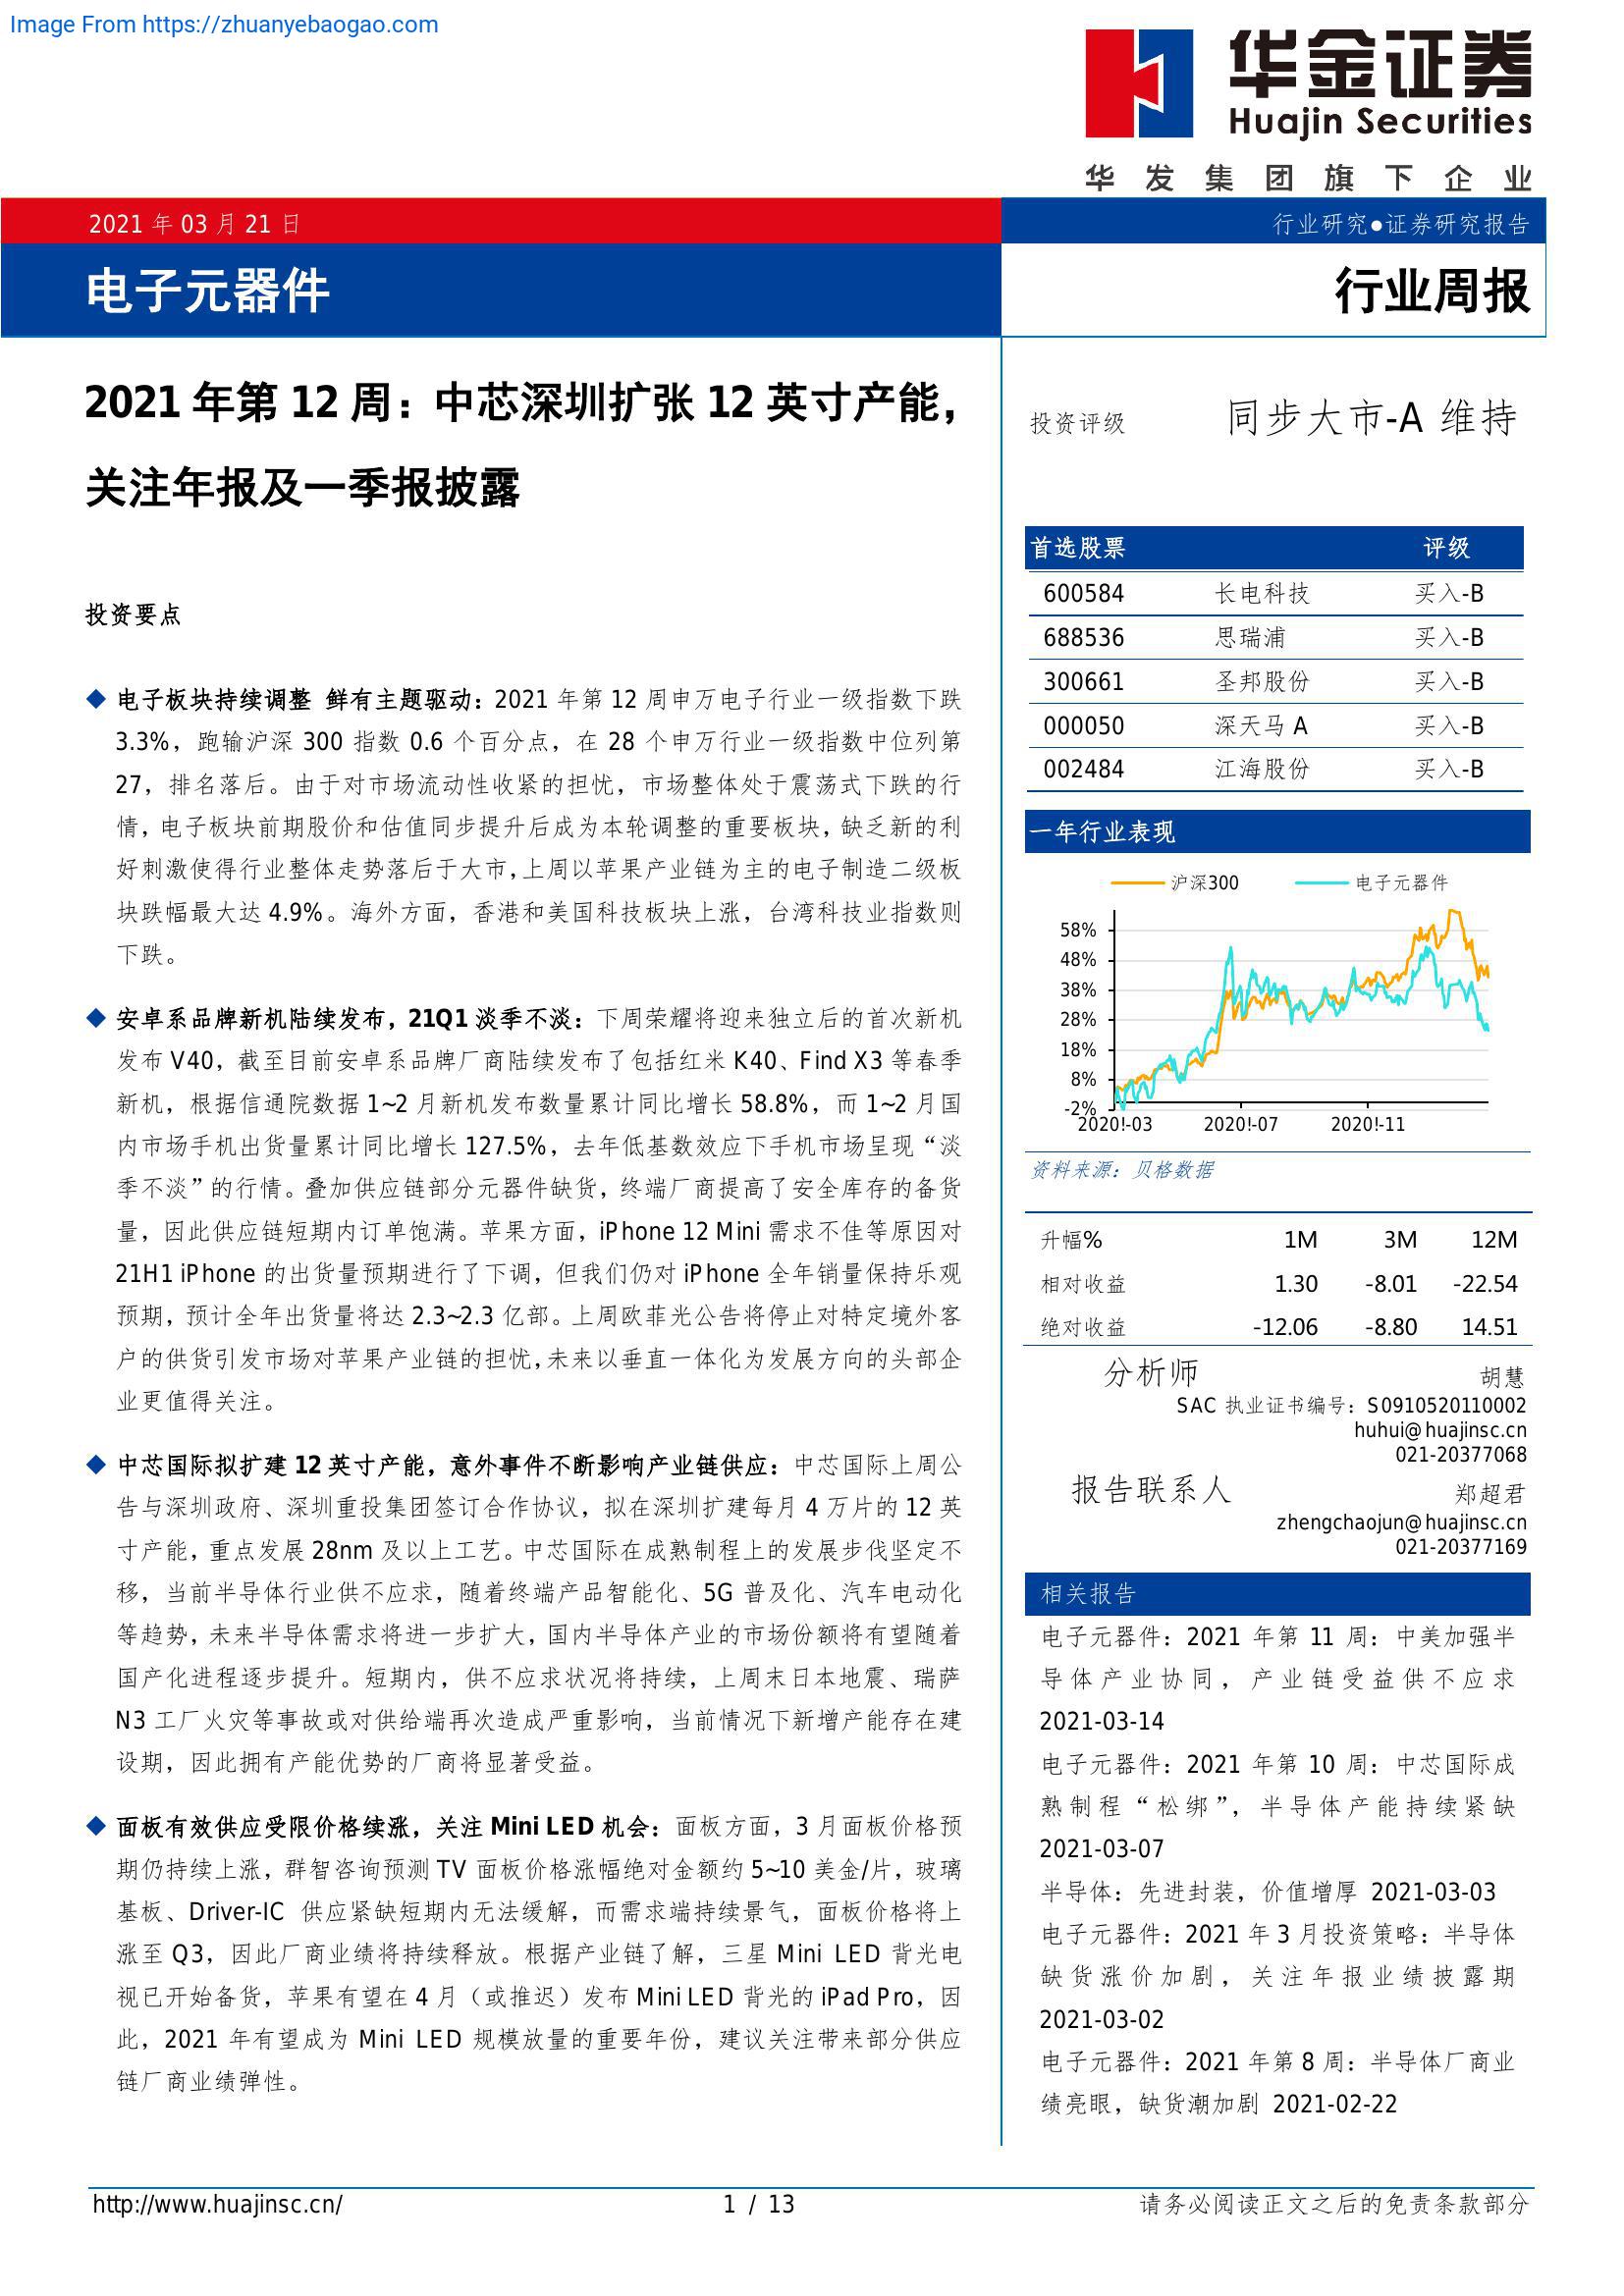 Image From https://zhuanyebaogao.com
华金证券
Huajin Securities
华发集团旗下企业
2021 年 03 月 21 日
行业研究●证券研究报告
电子元器件
行业周报
2021 年第 12 周：中芯深圳扩张 12 英寸产能，
关注年报及一季报披露
投资要点
◆ 电子板块持续调整 鲜有主题驱动：2021 年第 12 周申万电子行业一级指数下跌
3.3%，跑输沪深 300 指数 0.6 个百分点，在 28 个申万行业一级指数中位列第
27，排名落后。由于对市场流动性收紧的担忧，市场整体处于震荡式下跌的行
情，电子板块前期股价和估值同步提升后成为本轮调整的重要板块，缺乏新的利
好刺激使得行业整体走势落后于大市，上周以苹果产业链为主的电子制造二级板
块跌幅最大达 4.9%。海外方面，香港和美国科技板块上涨，台湾科技业指数则
下跌。
◆ 安卓系品牌新机陆续发布，21Q1 淡季不淡：下周荣耀将迎来独立后的首次新机
发布 V40，截至目前安卓系品牌厂商陆续发布了包括红米 K40、Find X3 等春季
新机，根据信通院数据 1~2 月新机发布数量累计同比增长 58.8%，而 1~2 月国
内市场手机出货量累计同比增长 127.5%，去年低基数效应下手机市场呈现“淡
季不淡”的行情。叠加供应链部分元器件缺货，终端厂商提高了安全库存的备货
量，因此供应链短期内订单饱满。苹果方面，iPhone 12 Mini 需求不佳等原因对
21H1 iPhone 的出货量预期进行了下调，但我们仍对 iPhone 全年销量保持乐观
预期，预计全年出货量将达 2.3~2.3 亿部。上周欧菲光公告将停止对特定境外客
户的供货引发市场对苹果产业链的担忧，未来以垂直一体化为发展方向的头部企
业更值得关注。
◆ 中芯国际拟扩建 12 英寸产能，意外事件不断影响产业链供应：中芯国际上周公
告与深圳政府、深圳重投集团签订合作协议，拟在深圳扩建每月 4 万片的 12 英
寸产能，重点发展 28nm 及以上工艺。中芯国际在成熟制程上的发展步伐坚定不
移，当前半导体行业供不应求，随着终端产品智能化、5G 普及化、汽车电动化
等趋势，未来半导体需求将进一步扩大，国内半导体产业的市场份额将有望随着
国产化进程逐步提升。短期内，供不应求状况将持续，上周末日本地震、瑞萨
N3 工厂火灾等事故或对供给端再次造成严重影响，当前情况下新增产能存在建
设期，因此拥有产能优势的厂商将显著受益。
◆ 面板有效供应受限价格续涨，关注 Mini LED 机会：面板方面，3 月面板价格预
期仍持续上涨，群智咨询预测 TV 面板价格涨幅绝对金额约 5~10 美金/片，玻璃
基板、Driver-IC 供应紧缺短期内无法缓解，而需求端持续景气，面板价格将上
涨至 Q3，因此厂商业绩将持续释放。根据产业链了解，三星 Mini LED 背光电
视已开始备货，苹果有望在 4 月（或推迟）发布 Mini LED 背光的 iPad Pro，因
此，2021 年有望成为 Mini LED 规模放量的重要年份，建议关注带来部分供应
链厂商业绩弹性。
投资评级 同步大市-A 维持
首选股票 评级
600584 长电科技 买入-B
688536 思瑞浦 买入-B
300661 圣邦股份 买入-B
000050 深天马 A 买入-B
002484 江海股份 买入-B
一年行业表现
沪深300 电子元器件
58%
48%
38%
28%
18%
8%
-2%
2020!-03 2020!-07 2020!-11
资料来源：贝格数据
升幅% 1M 3M 12M
相对收益 1.30 -8.01 -22.54
绝对收益 -12.06 -8.80 14.51
分析师 胡慧
SAC 执业证书编号：S0910520110002
huhui@huajinsc.cn
021-20377068
报告联系人 郑超君
zhengchaojun@huajinsc.cn
021-20377169
相关报告
电子元器件：2021 年第 11 周：中美加强半
导体产业协同，产业链受益供不应求
2021-03-14
电子元器件：2021 年第 10 周：中芯国际成
熟制程“松绑”，半导体产能持续紧缺
2021-03-07
半导体：先进封装，价值增厚 2021-03-03
电子元器件：2021 年 3 月投资策略：半导体
缺货涨价加剧，关注年报业绩披露期
2021-03-02
电子元器件：2021 年第 8 周：半导体厂商业
绩亮眼，缺货潮加剧 2021-02-22
http://www.huajinsc.cn/ 1 / 13 请务必阅读正文之后的免责条款部分